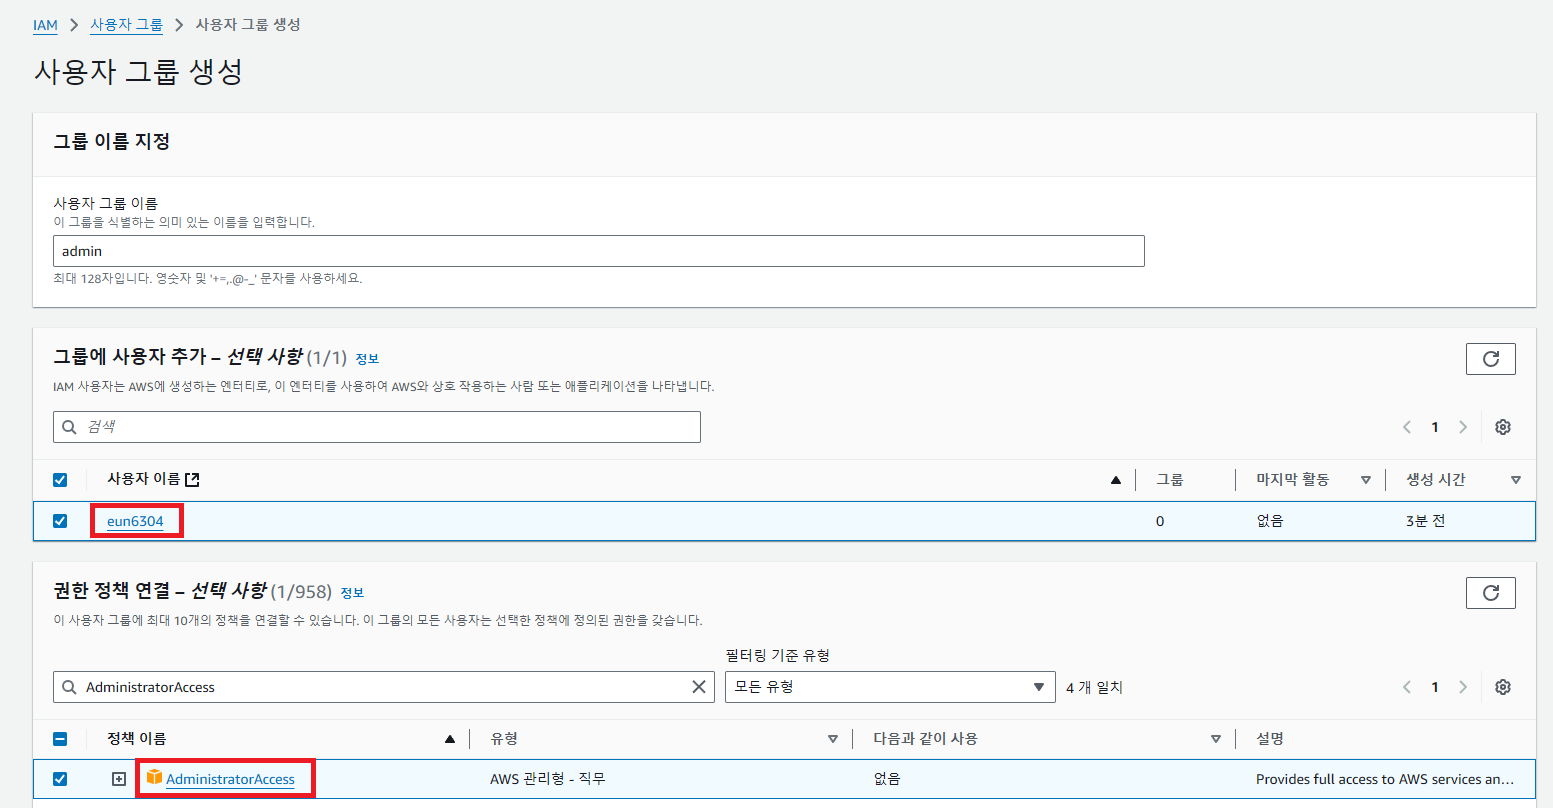 IAM > 사용자 그룹 > 사용자 그룹 생성
사용자 그룹 생성
그룹 이름 지정
사용자 그룹 이름
이 그룹을 식별하는 의미 있는 이름을 입력합니다.
admin
최대 128자입니다. 영숫자 및 '+=,.@-_' 문자를 사용하세요.
그룹에 사용자 추가 – 선택 사항 (1/1) 정보
IAM 사용자는 AWS에 생성하는 엔터티로, 이 엔터티를 사용하여 AWS와 상호 작용하는 사람 또는 애플리케이션을 나타냅니다.
검색
1
사용자 이름 그룹 마지막 활동 생성 시간
eun6304 0 없음 3분 전
권한 정책 연결 – 선택 사항 (1/958) 정보
이 사용자 그룹에 최대 10개의 정책을 연결할 수 있습니다. 이 그룹의 모든 사용자는 선택한 정책에 정의된 권한을 갖습니다.
필터링 기준 유형
AdministratorAccess 모든 유형 4 개 일치 1
정책 이름 유형 다음과 같이 사용 설명
AdministratorAccess AWS 관리형 - 직무 없음 Provides full access to AWS services an...